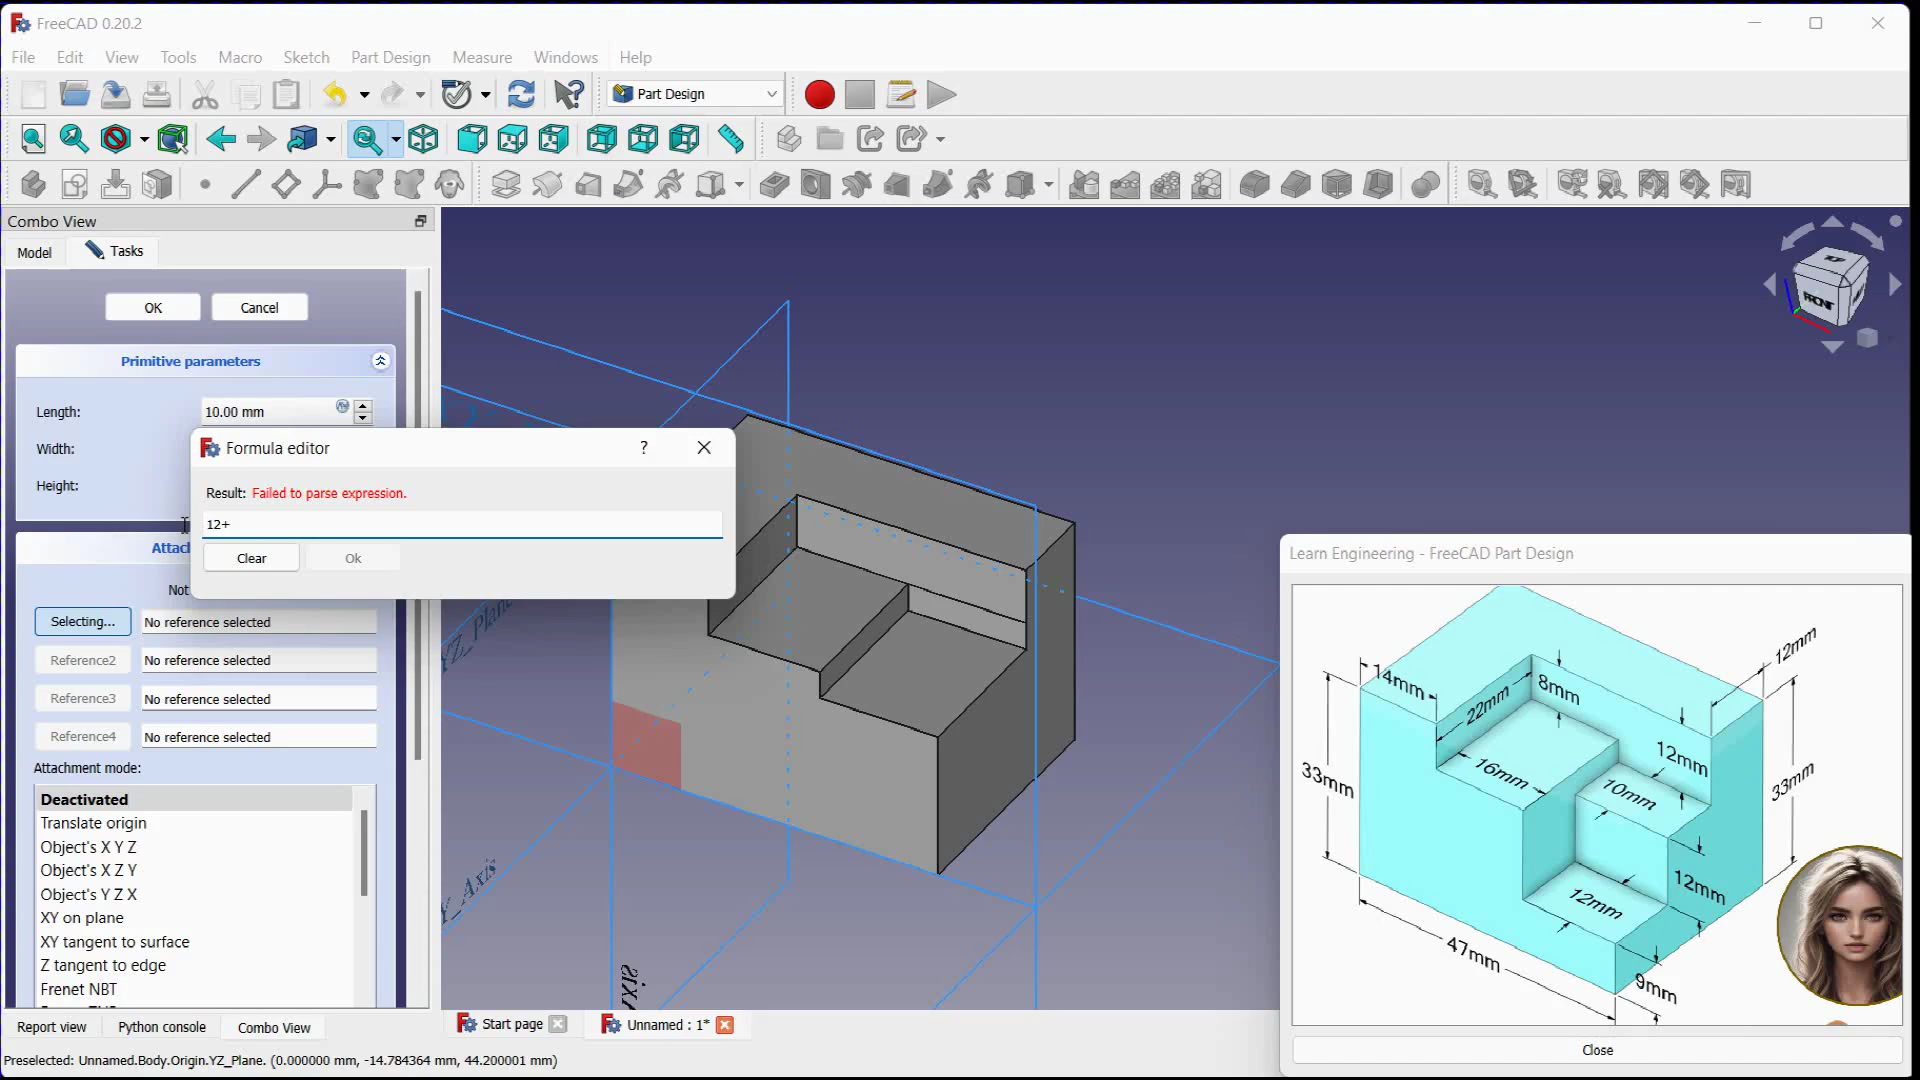 FreeCAD 0.20.2
File Edit View Tools Macro Sketch Part Design Measure Windows Help
Part Design
Combo View
Model Tasks
OK Cancel
Primitive parameters
Length: 10.00 mm
Width:
Height:
Formula editor ?
Result: Failed to parse expression.
12+
Clear Ok
Attac
Not
Selecting... No reference selected
Reference2 No reference selected
Reference3 No reference selected
Reference4 No reference selected
Attachment mode:
Deactivated
Translate origin
Object's X Y Z
Object's X Z Y
Object's Y Z X
XY on plane
XY tangent to surface
Z tangent to edge
Frenet NBT
YZ_Plane
Y_Axis
FRONT
Learn Engineering - FreeCAD Part Design
12mm
14mm
8mm
22mm
12mm
16mm
10mm
33mm
33mm
12mm
12mm
47mm
9mm
Close
Report view Python console Combo View
Start page Unnamed : 1*
Preselected: Unnamed.Body.Origin.YZ_Plane. (0.000000 mm, -14.784364 mm, 44.200001 mm)